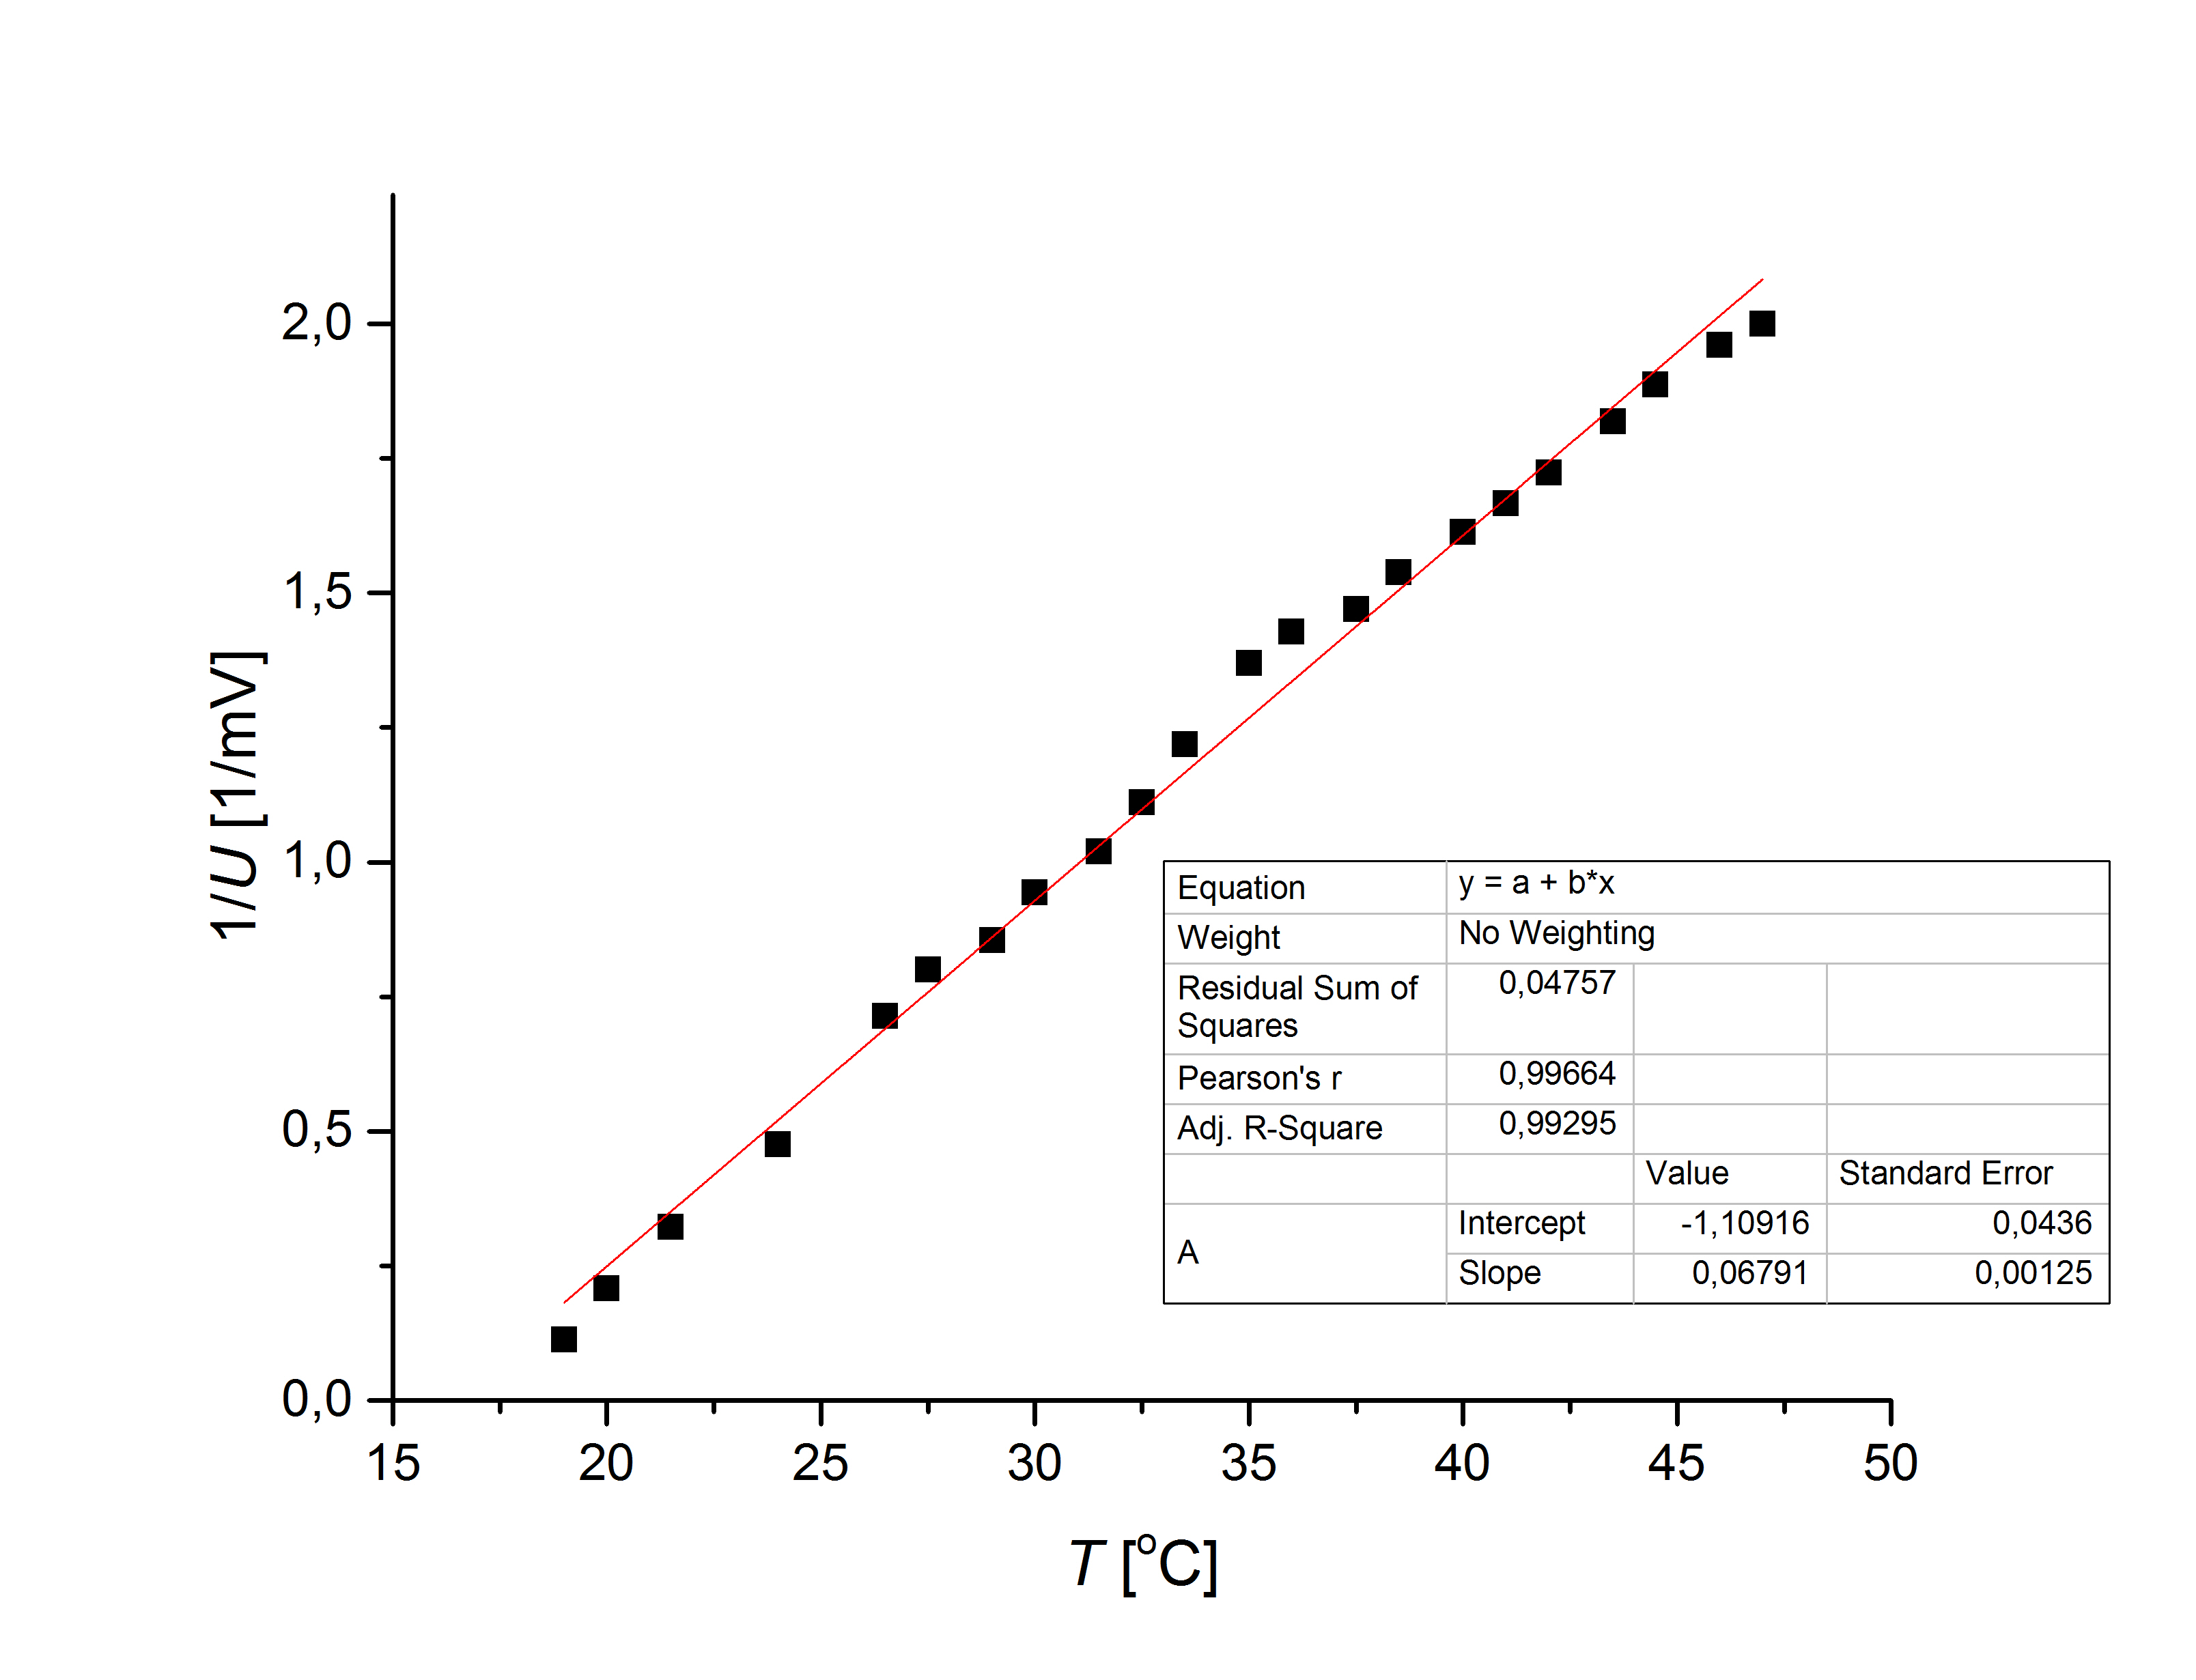 2,0
1,5
1,0
0,5
0,0
1/U [1/mV]
15 20 25 30 35 40 45 50
T [°C]
Equation y = a + b*x
Weight No Weighting
Residual Sum of Squares 0,04757
Pearson's r 0,99664
Adj. R-Square 0,99295
Value Standard Error
A Intercept -1,10916 0,0436
Slope 0,06791 0,00125